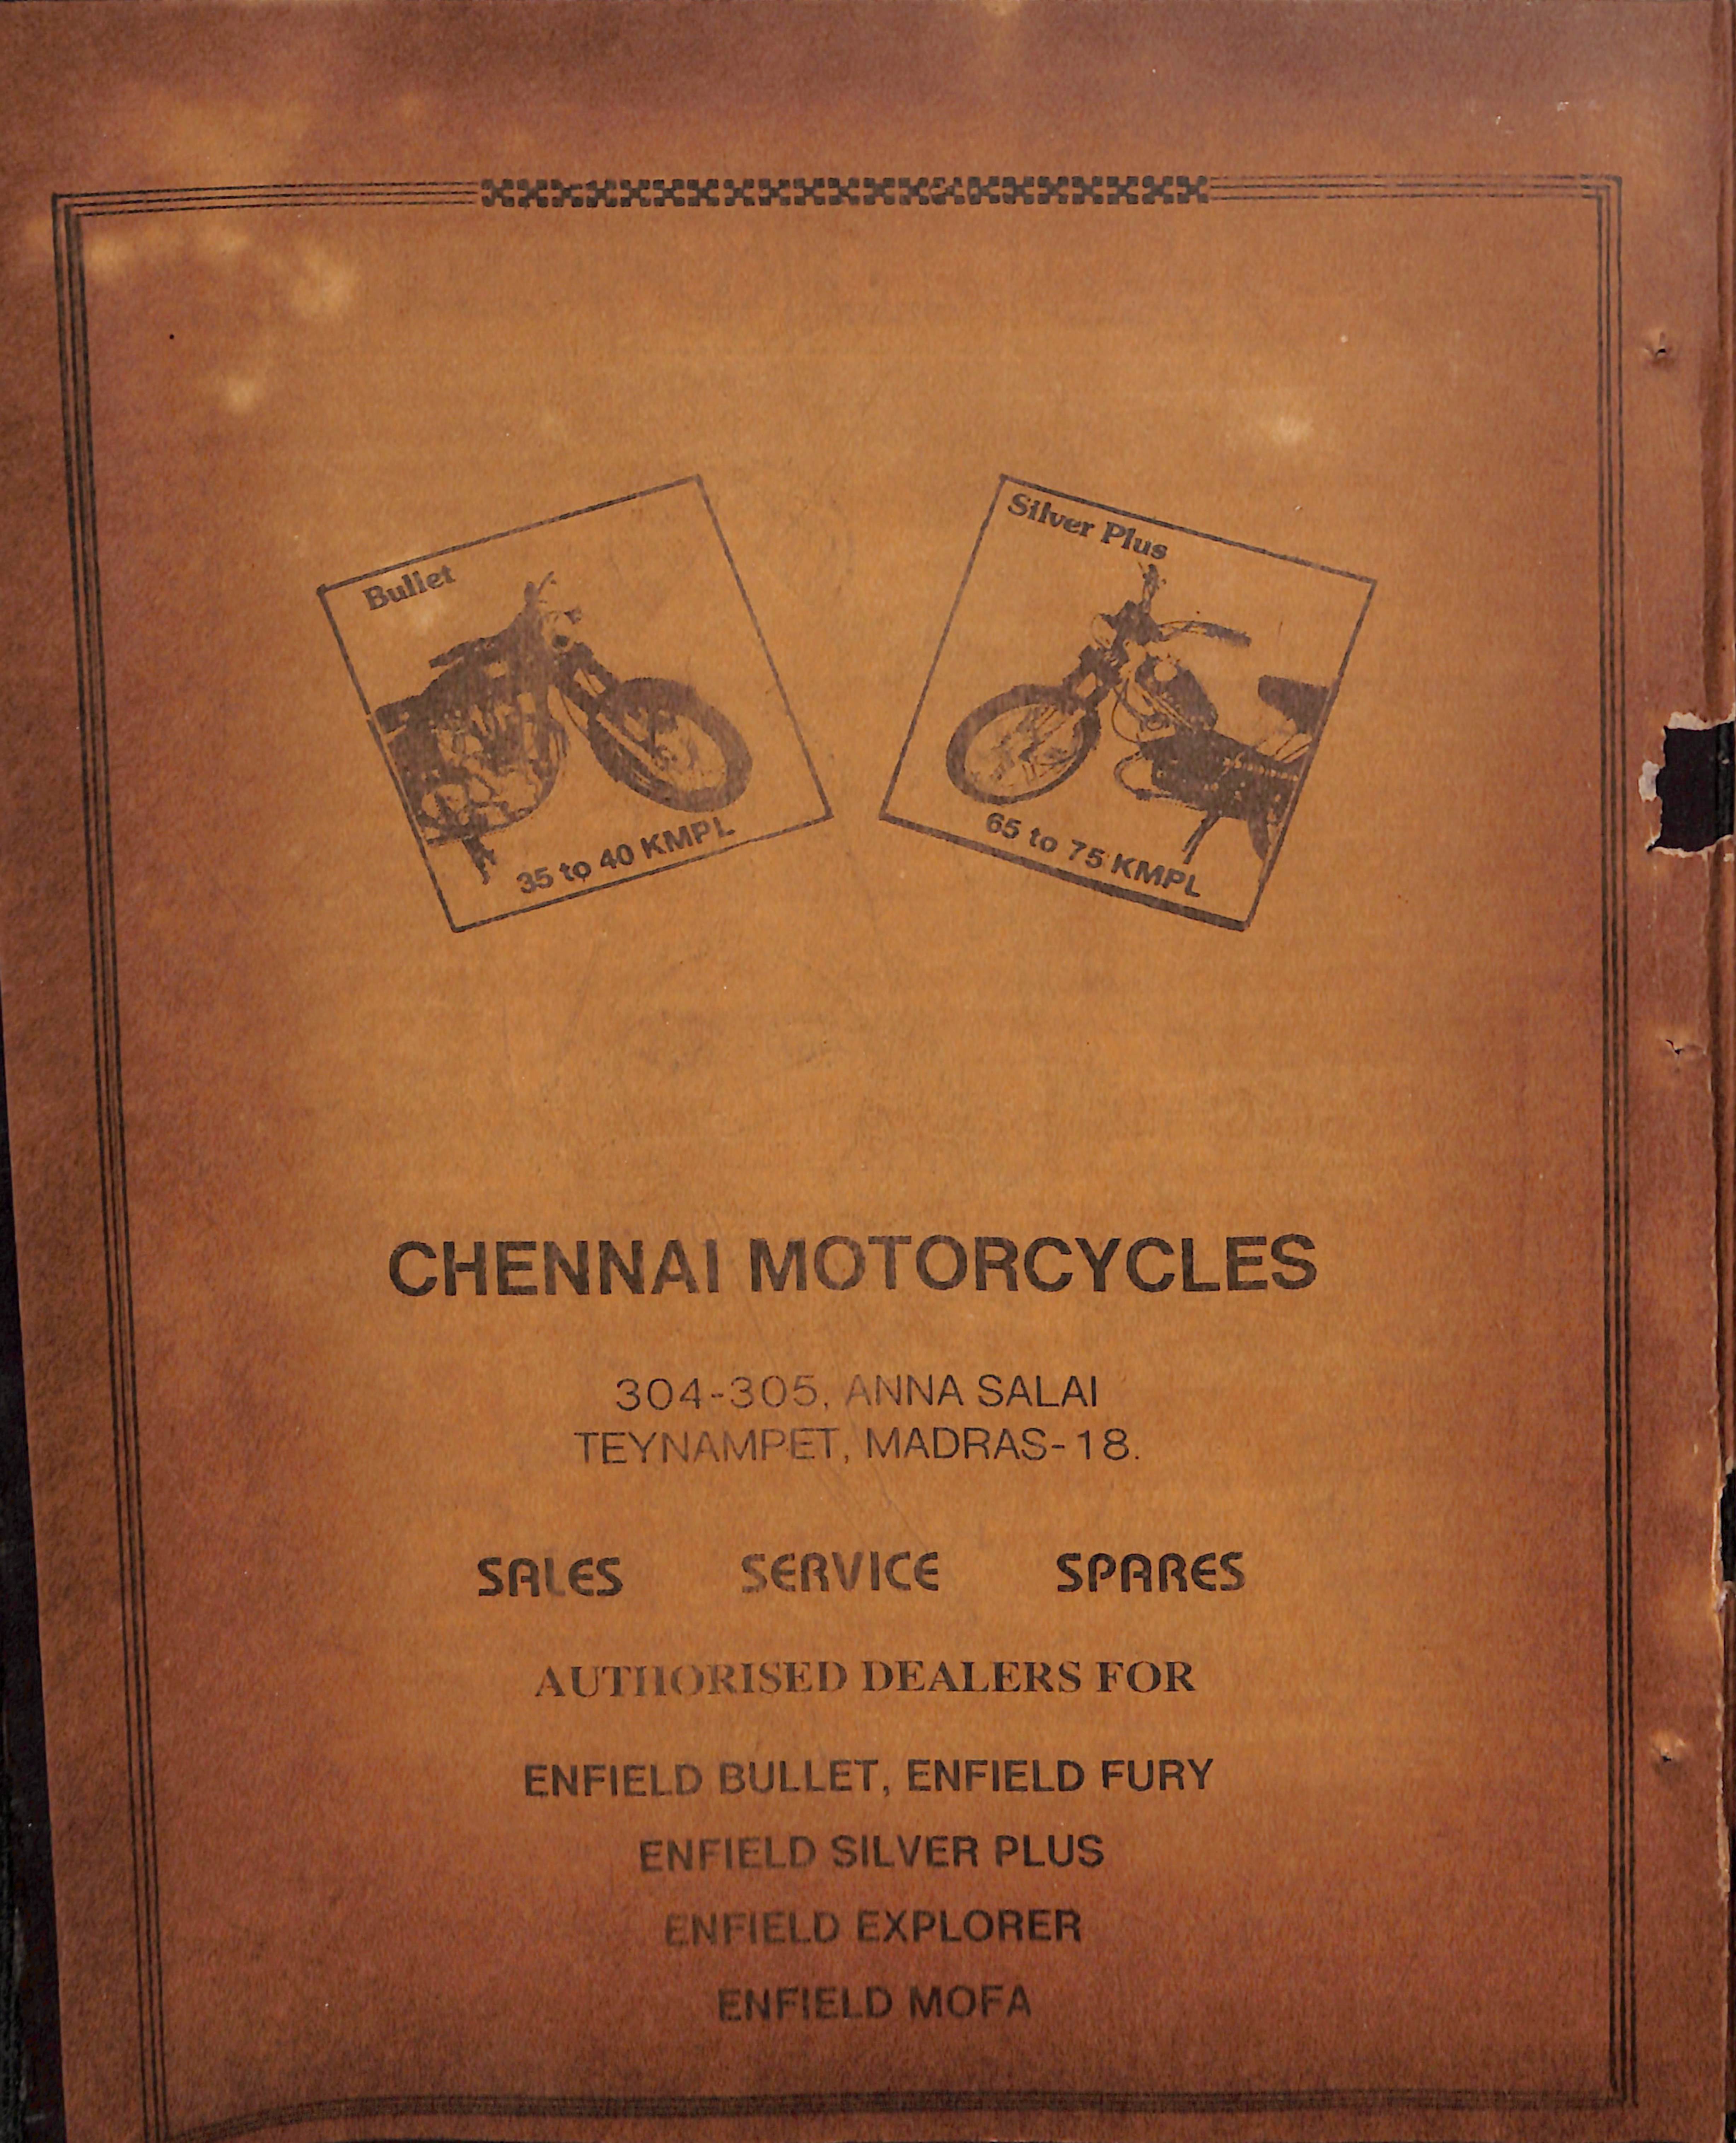 Bullet
35 to 40 KMPL
Silver Plus
65 to 75 KMPL
CHENNAI MOTORCYCLES
304-305, ANNA SALAI
TEYNAMPET, MADRAS-18.
SALES SERVICE SPARES
AUTHORISED DEALERS FOR
ENFIELD BULLET, ENFIELD FURY
ENFIELD SILVER PLUS
ENFIELD EXPLORER
ENFIELD MOFA